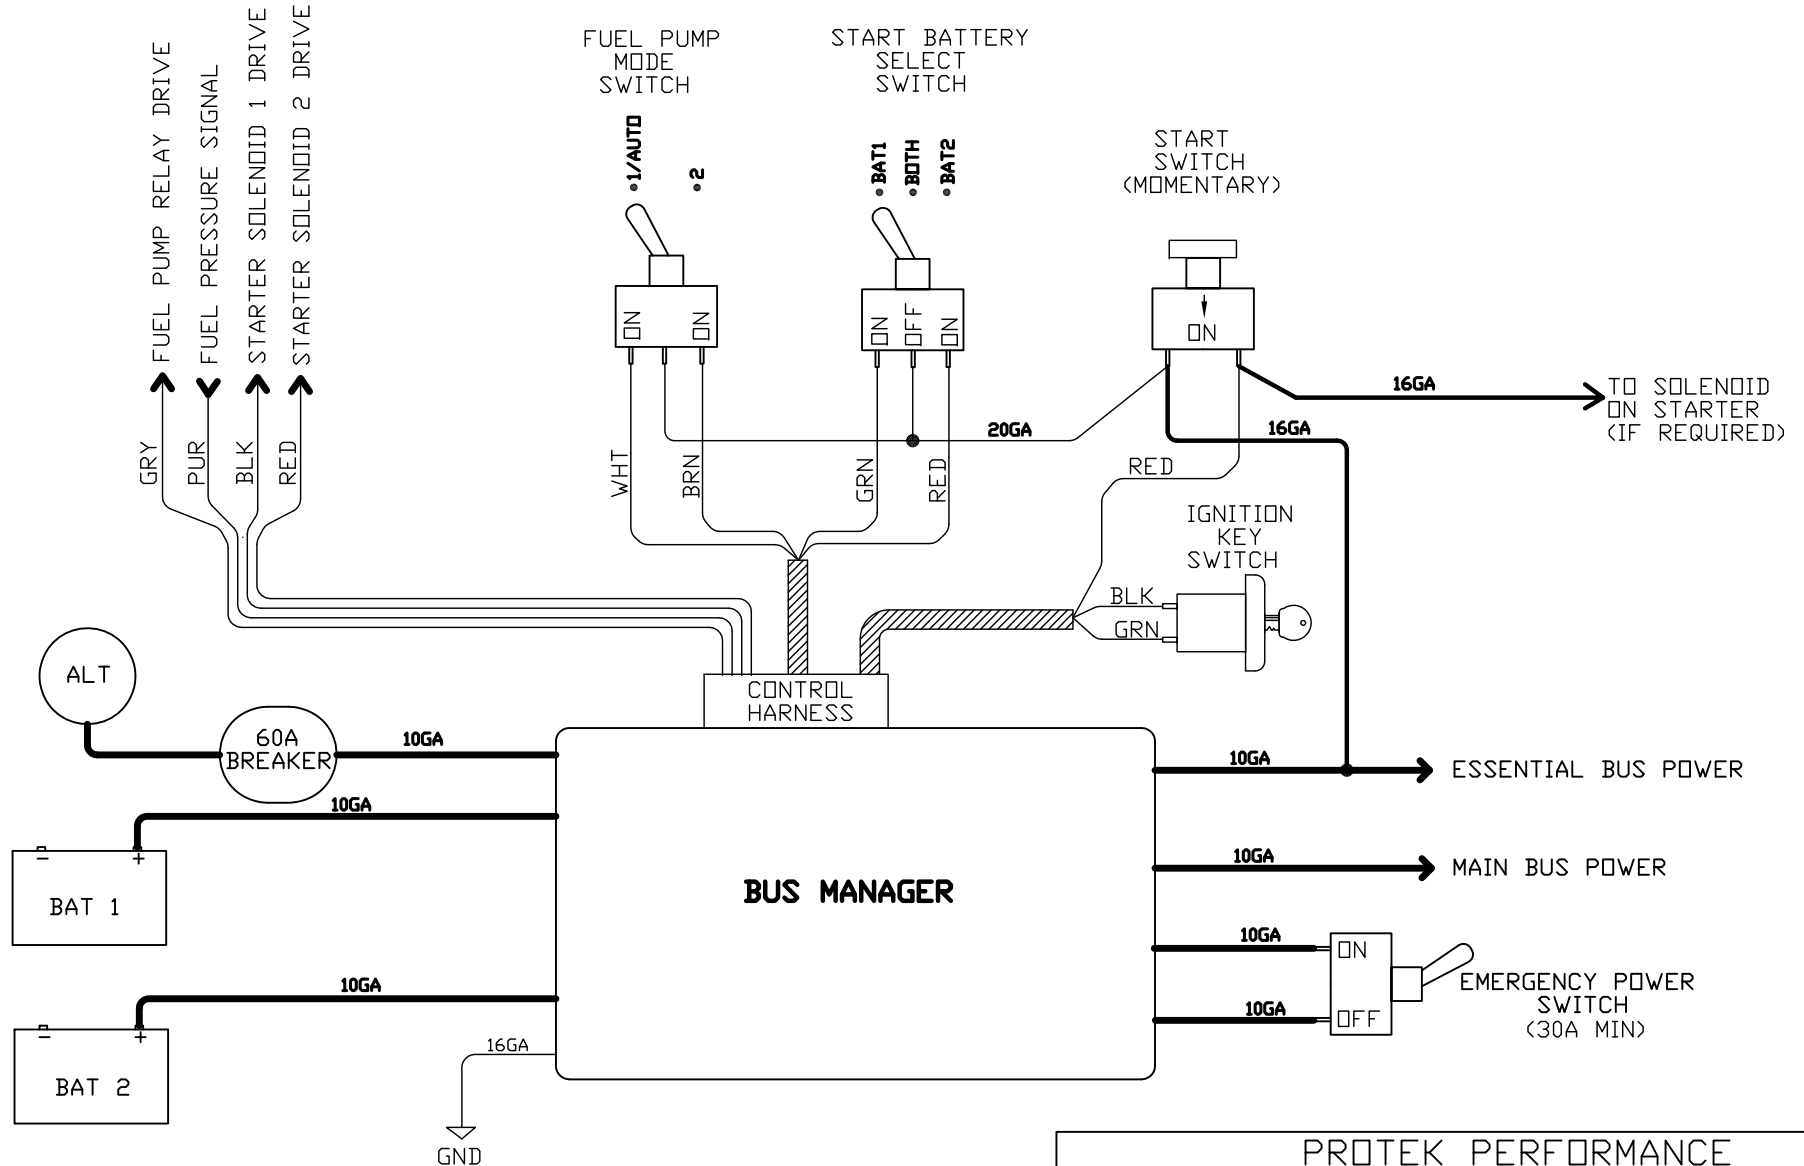 FUEL PUMP RELAY DRIVE
FUEL PRESSURE SIGNAL
STARTER SOLENOID 1 DRIVE
STARTER SOLENOID 2 DRIVE
GRY
PUR
BLK
RED
FUEL PUMP
MODE
SWITCH
1/AUTO
2
ON
ON
START BATTERY
SELECT
SWITCH
BAT1
BOTH
BAT2
ON
OFF
ON
START
SWITCH
(MOMENTARY)
ON
16GA
TO SOLENOID
ON STARTER
(IF REQUIRED)
20GA
16GA
WHT
BRN
GRN
RED
RED
IGNITION
KEY
SWITCH
BLK
GRN
CONTROL
HARNESS
ALT
60A
BREAKER
10GA
10GA
- +
BAT 1
10GA
- +
BAT 2
16GA
GND
BUS MANAGER
10GA
ESSENTIAL BUS POWER
10GA
MAIN BUS POWER
10GA
ON
10GA
OFF
EMERGENCY POWER
SWITCH
(30A MIN)
PROTEK PERFORMANCE